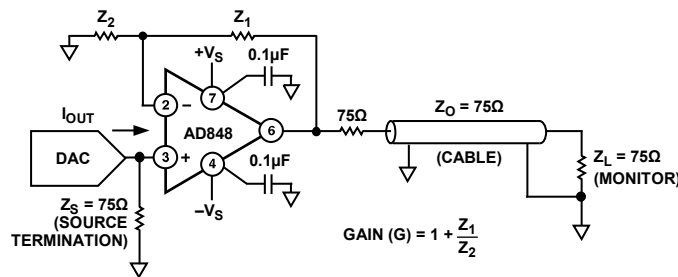 Z2
Z1
+VS
0.1µF
IOUT
2
–
7
AD848
6
75Ω
ZO = 75Ω
(CABLE)
DAC
3
+
4
0.1µF
–VS
ZL = 75Ω
(MONITOR)
ZS = 75Ω
(SOURCE
TERMINATION)
GAIN (G) = 1 + Z1/Z2